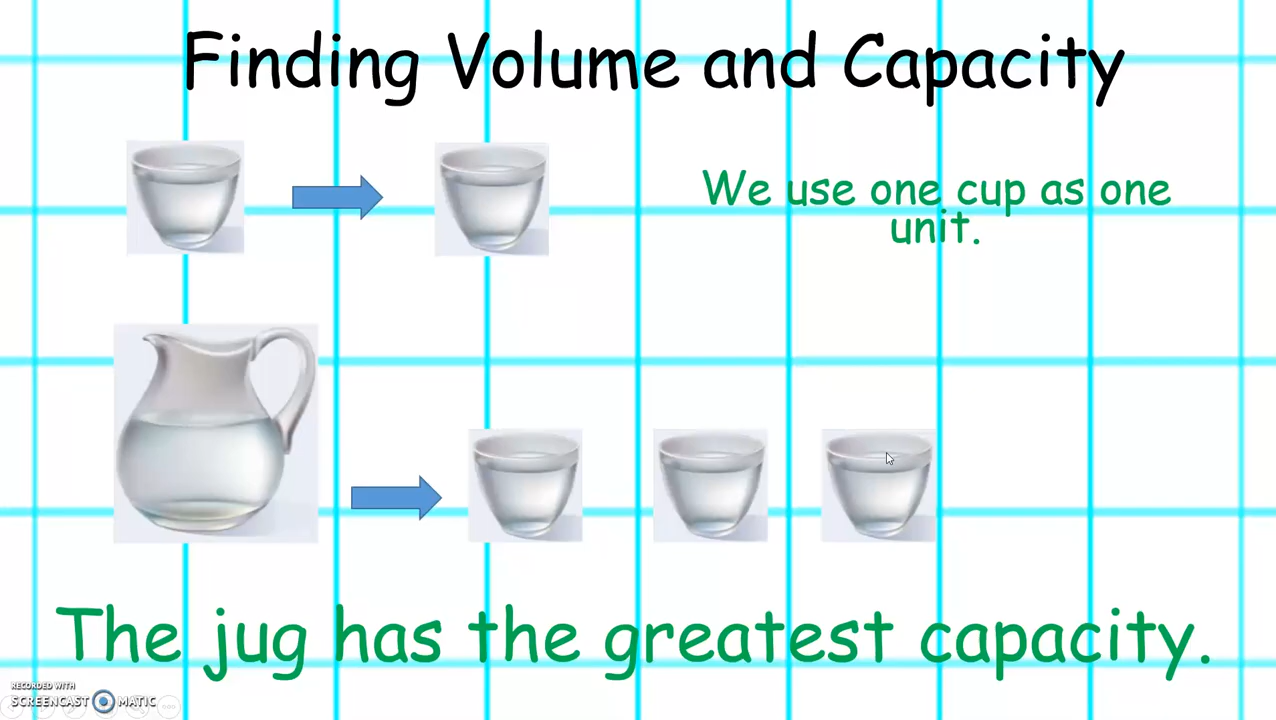 Finding Volume and Capacity
We use one cup as one
unit.
The jug has the greatest capacity.
RECORDED WITH
SCREENCAST MATIC